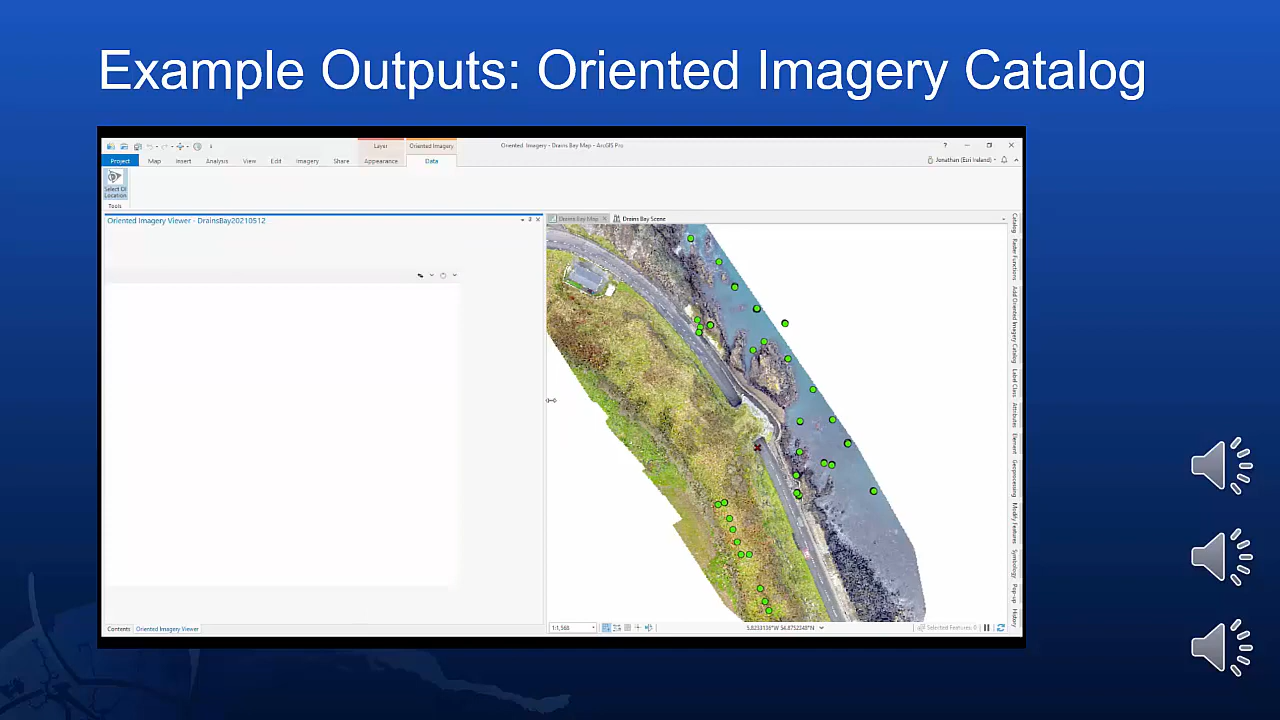 Example Outputs: Oriented Imagery Catalog
Layer
Oriented Imagery
Oriented Imagery - Drains Bay Map - ArcGIS Pro
?
Project
Map
Insert
Analysis
View
Edit
Imagery
Share
Appearance
Data
Jonathan (Esri Ireland)
Select OI
Location
Tools
Oriented Imagery Viewer - DrainsBay20210512
Drains Bay Map
Drains Bay Scene
Catalog
Raster Functions
Add Oriented Imagery Catalog
Label Class
Attributes
Element
Geoprocessing
Modify Features
Symbology
Pop-up
History
1:1,568
Selected Features: 0
Contents
Oriented Imagery Viewer